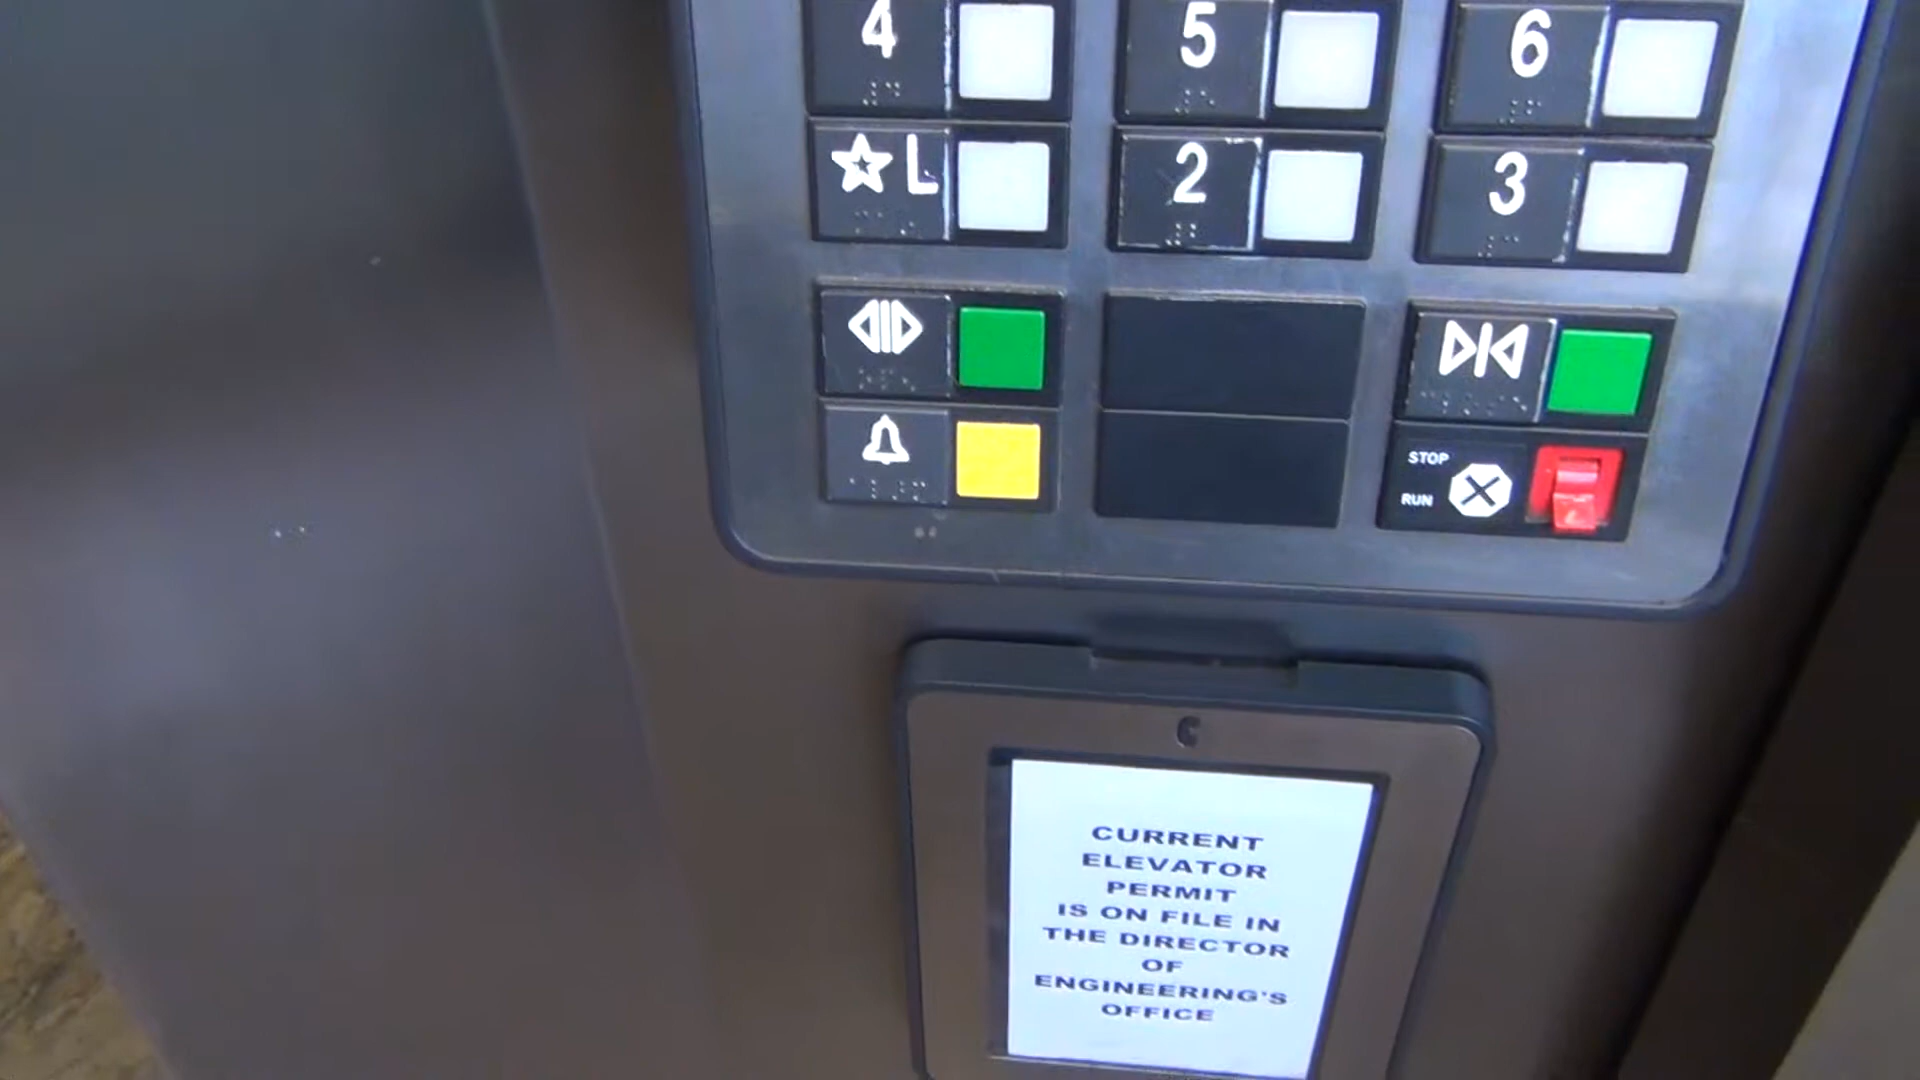 4 5 6
★L 2 3
STOP
RUN
CURRENT
ELEVATOR
PERMIT
IS ON FILE IN
THE DIRECTOR
OF
ENGINEERING'S
OFFICE